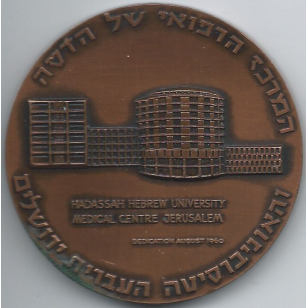 המרכז הרפואי של הדסה
HADASSAH HEBREW UNIVERSITY
MEDICAL CENTRE JERUSALEM
DEDICATION AUGUST 1960
והאוניברסיטה העברית ירושלים